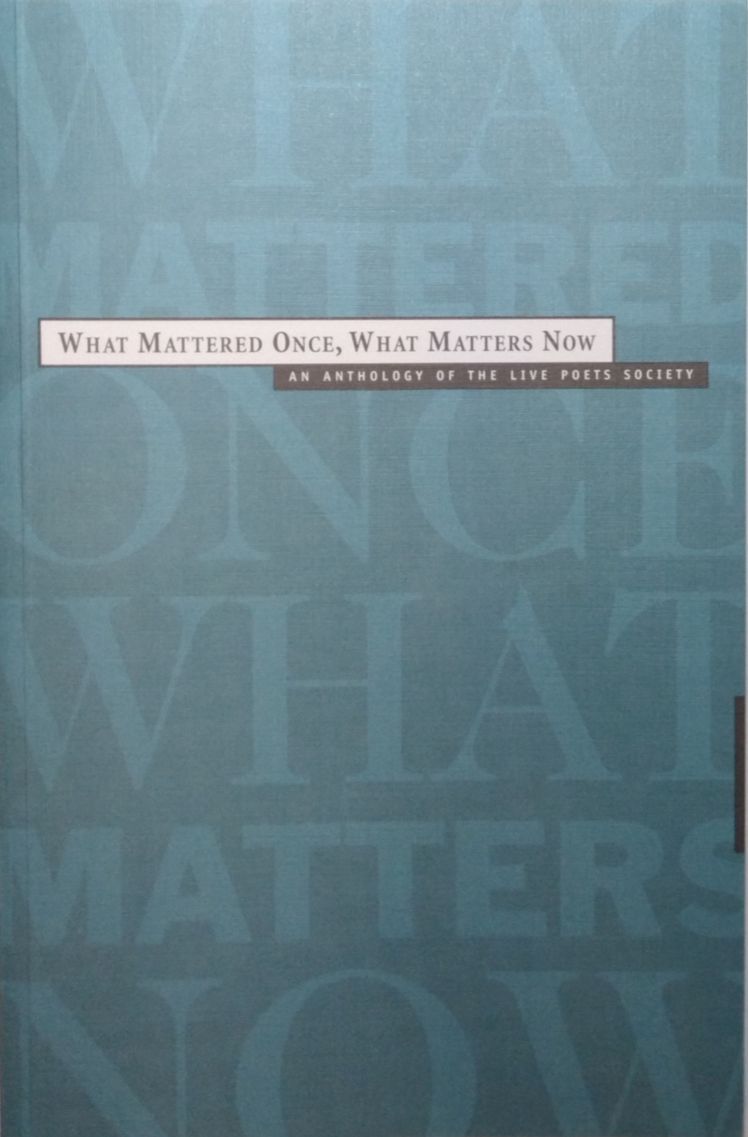 WHAT
MATTERED
WHAT MATTERED ONCE, WHAT MATTERS NOW
AN ANTHOLOGY OF THE LIVE POETS SOCIETY
ONCE
WHAT
MATTERS
NOW